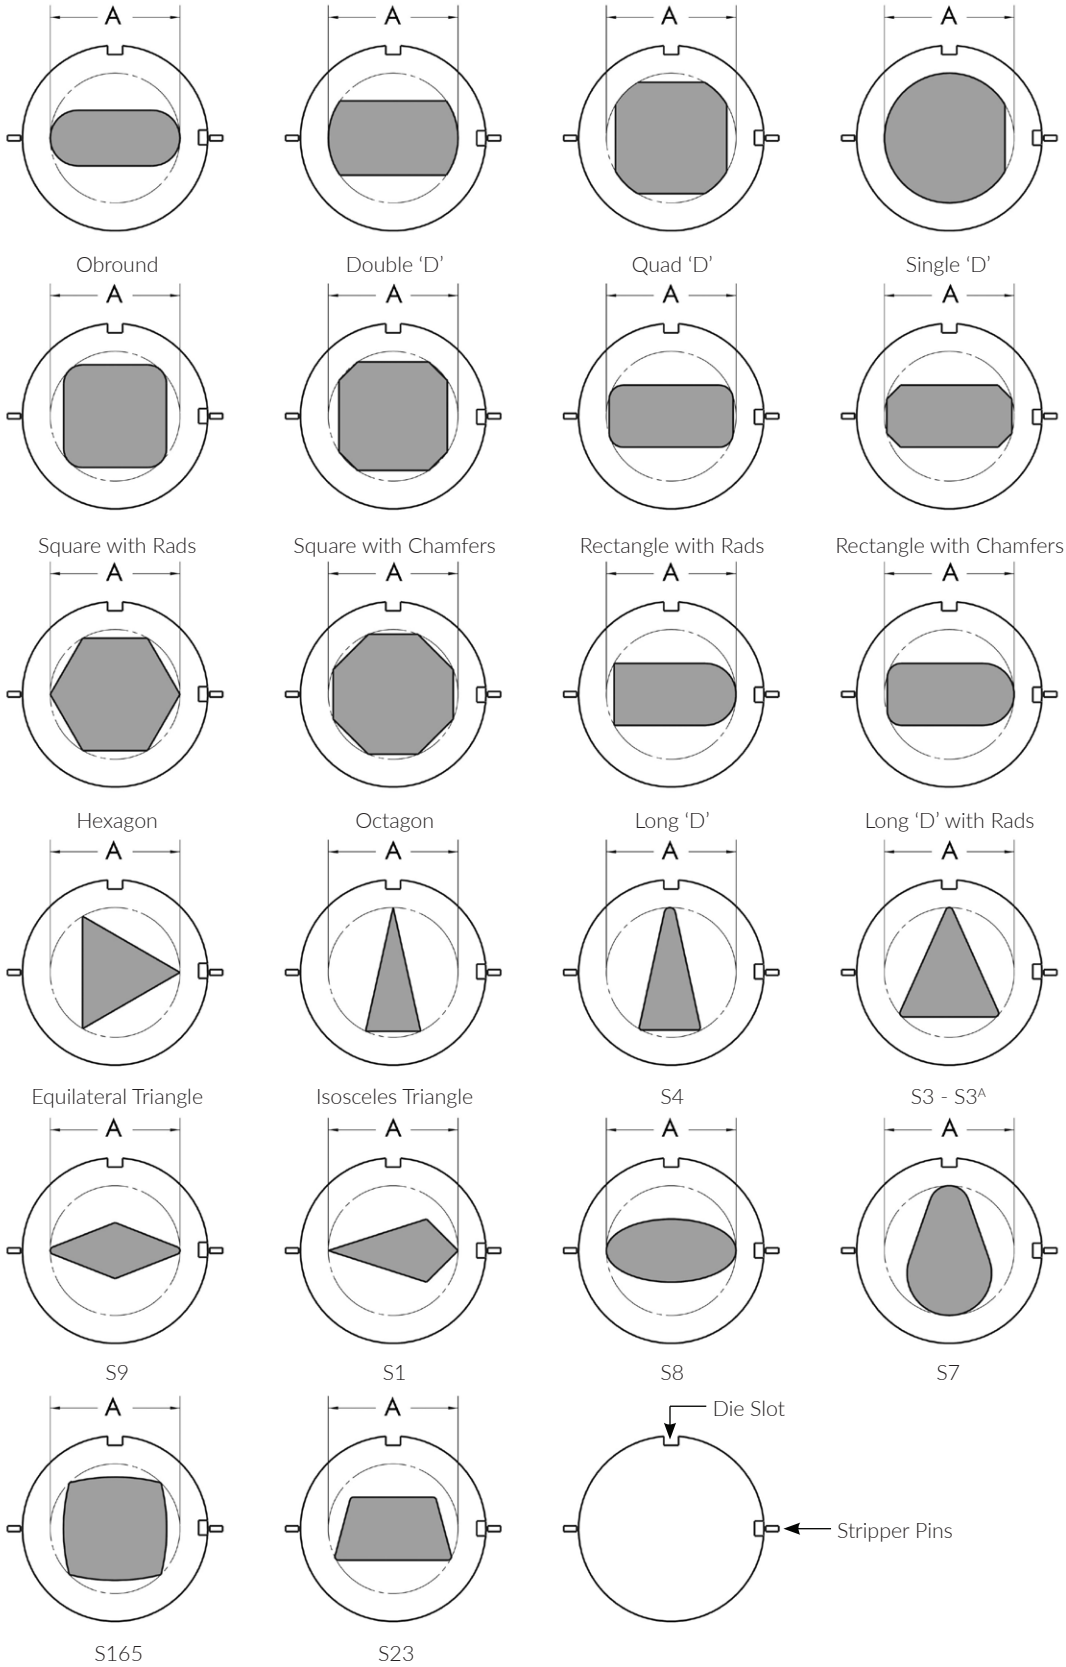 A A A A
Obround Double ‘D’ Quad ‘D’ Single ‘D’
A A A A
Square with Rads Square with Chamfers Rectangle with Rads Rectangle with Chamfers
A A A A
Hexagon Octagon Long ‘D’ Long ‘D’ with Rads
A A A A
Equilateral Triangle Isosceles Triangle S4 S3 - S3ᴬ
A A A A
S9 S1 S8 S7
A A Die Slot
Stripper Pins
S165 S23